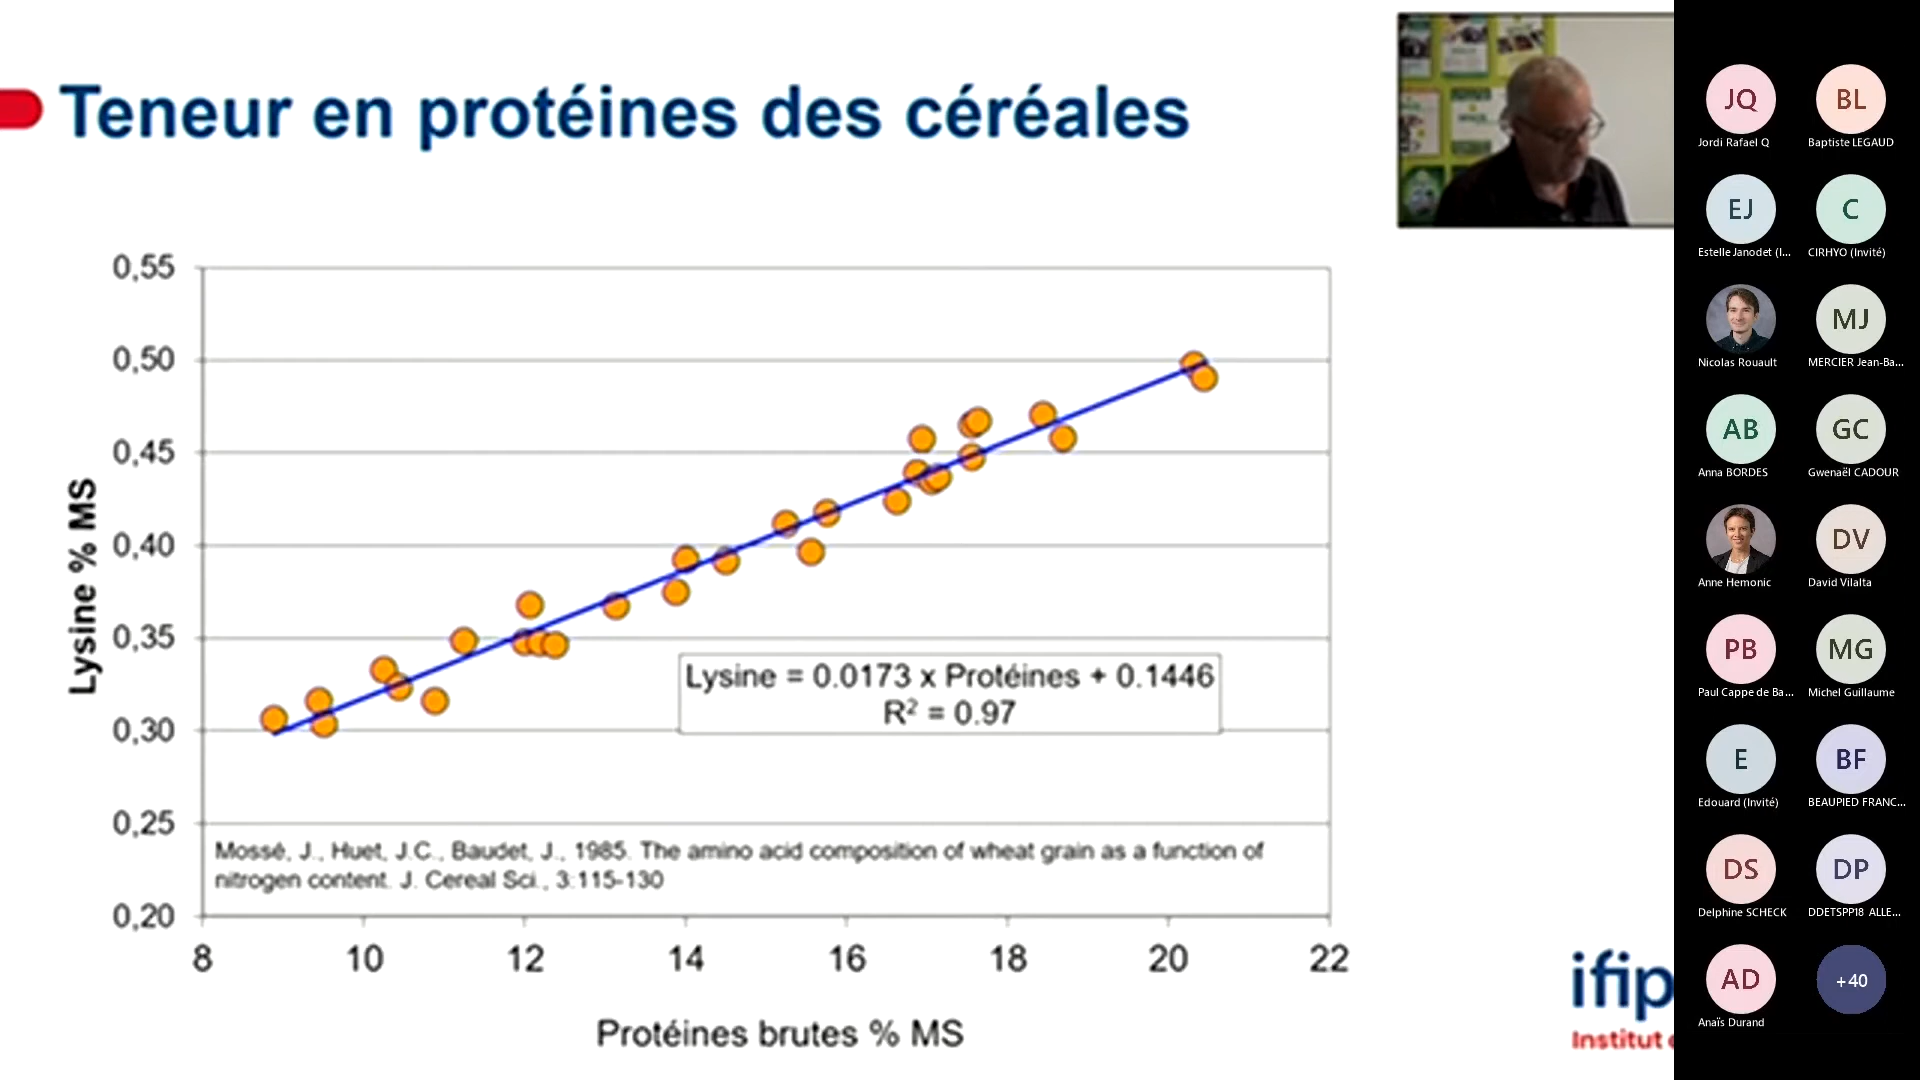 Teneur en protéines des céréales
0,55
0,50
0,45
0,40
0,35
0,30
0,25
0,20
Lysine % MS
Lysine = 0.0173 x Protéines + 0.1446
R² = 0.97
Mossé, J., Huet, J.C., Baudet, J., 1985. The amino acid composition of wheat grain as a function of
nitrogen content. J. Cereal Sci., 3:115-130
8 10 12 14 16 18 20 22
Protéines brutes % MS
ifip
Institut
JQ BL
Jordi Rafael Q Baptiste LEGAUD
EJ C
Estelle Janodet (I... CIRHYO (Invité)
MJ
Nicolas Rouault MERCIER Jean-Ba...
AB GC
Anna BORDES Gwenaël CADOUR
DV
Anne Hemonic David Vilalta
PB MG
Paul Cappe de Ba... Michel Guillaume
E BF
Edouard (Invité) BEAUPIED FRANC...
DS DP
Delphine SCHECK DDETSPP18 ALLE...
AD +40
Anaïs Durand